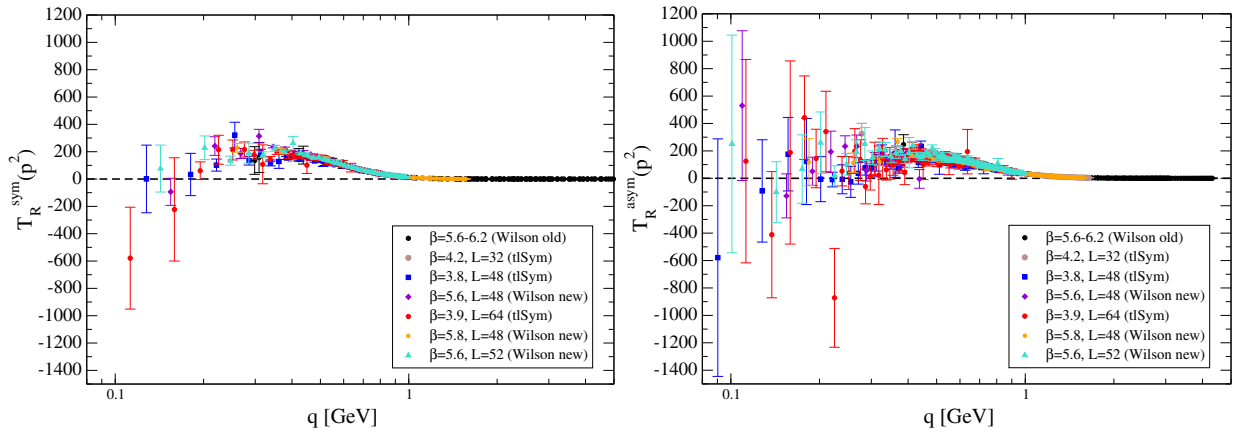 1200
1000
800
600
400
200
0
-200
-400
-600
-800
-1000
-1200
-1400
T_R^sym(p^2)
0.1
1
q [GeV]
β=5.6-6.2 (Wilson old)
β=4.2, L=32 (tlSym)
β=3.8, L=48 (tlSym)
β=5.6, L=48 (Wilson new)
β=3.9, L=64 (tlSym)
β=5.8, L=48 (Wilson new)
β=5.6, L=52 (Wilson new)
1200
1000
800
600
400
200
0
-200
-400
-600
-800
-1000
-1200
-1400
T_R^asym(p^2)
0.1
1
q [GeV]
β=5.6-6.2 (Wilson old)
β=4.2, L=32 (tlSym)
β=3.8, L=48 (tlSym)
β=5.6, L=48 (Wilson new)
β=3.9, L=64 (tlSym)
β=5.8, L=48 (Wilson new)
β=5.6, L=52 (Wilson new)